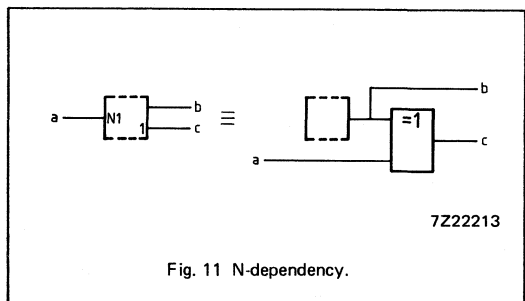 a N1 1 b c ≡ a =1 b c
7Z22213
Fig. 11 N-dependency.